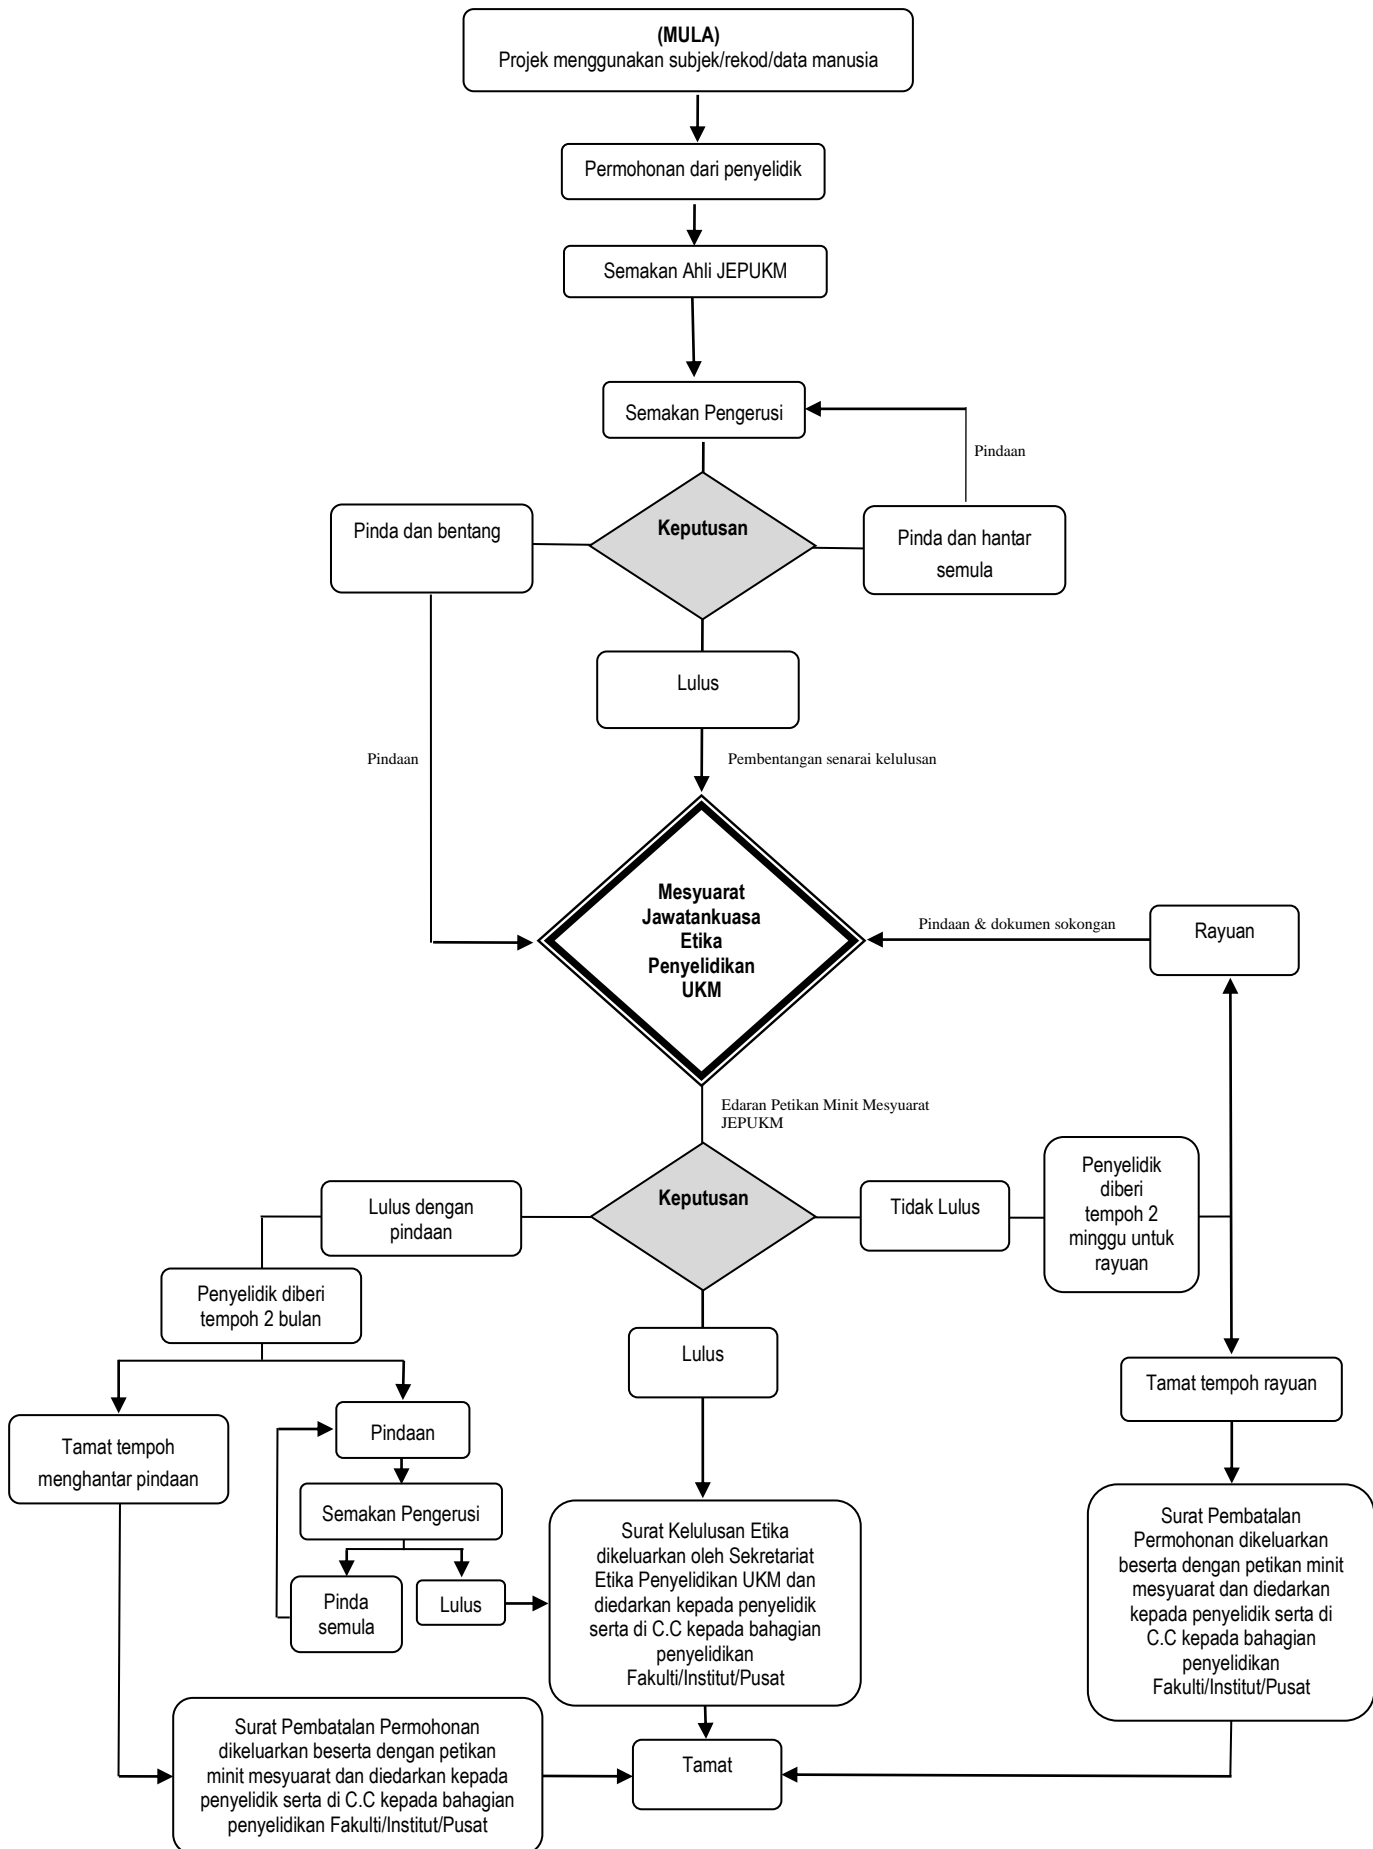 (MULA)
Projek menggunakan subjek/rekod/data manusia
Permohonan dari penyelidik
Semakan Ahli JEPUKM
Semakan Pengerusi
Pindaan
Pinda dan bentang
Keputusan
Pinda dan hantar
semula
Lulus
Pindaan
Pembentangan senarai kelulusan
Mesyuarat
Jawatankuasa
Etika
Penyelidikan
UKM
Pindaan & dokumen sokongan
Rayuan
Edaran Petikan Minit Mesyuarat
JEPUKM
Lulus dengan
pindaan
Keputusan
Tidak Lulus
Penyelidik
diberi
tempoh 2
minggu untuk
rayuan
Penyelidik diberi
tempoh 2 bulan
Lulus
Tamat tempoh rayuan
Tamat tempoh
menghantar pindaan
Pindaan
Semakan Pengerusi
Pinda
semula
Lulus
Surat Kelulusan Etika
dikeluarkan oleh Sekretariat
Etika Penyelidikan UKM dan
diedarkan kepada penyelidik
serta di C.C kepada bahagian
penyelidikan
Fakulti/Institut/Pusat
Surat Pembatalan
Permohonan dikeluarkan
beserta dengan petikan minit
mesyuarat dan diedarkan
kepada penyelidik serta di
C.C kepada bahagian
penyelidikan
Fakulti/Institut/Pusat
Surat Pembatalan Permohonan
dikeluarkan beserta dengan petikan
minit mesyuarat dan diedarkan kepada
penyelidik serta di C.C kepada bahagian
penyelidikan Fakulti/Institut/Pusat
Tamat